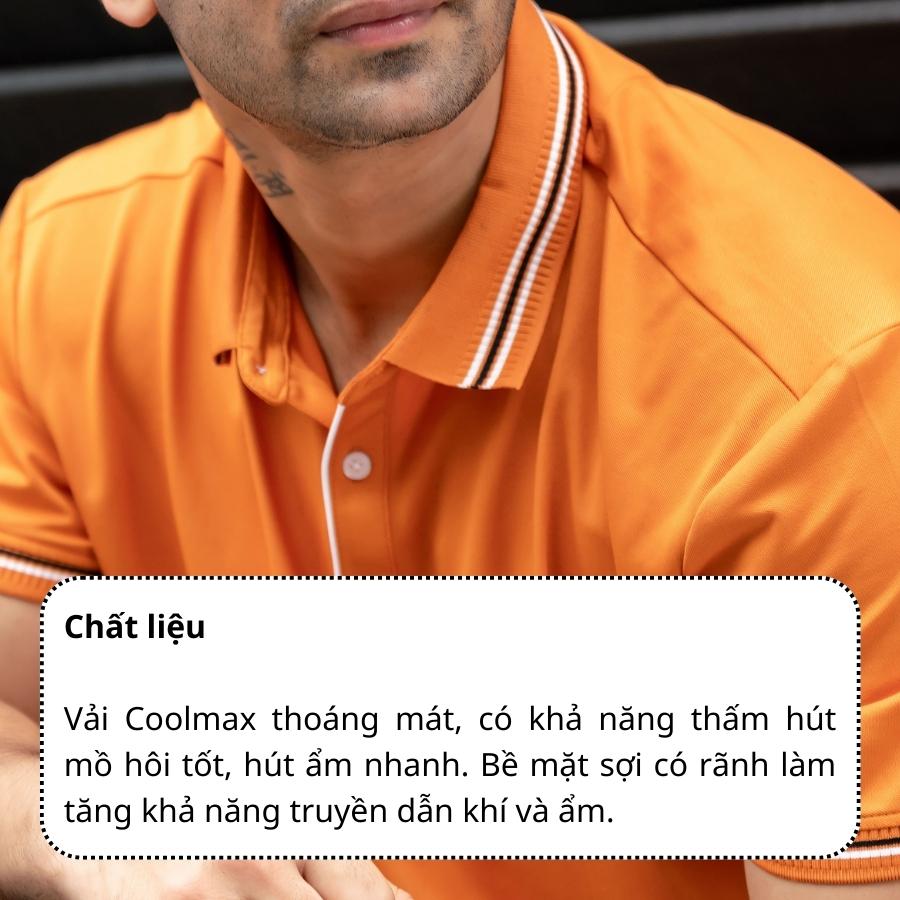 Chất liệu
Vải Coolmax thoáng mát, có khả năng thấm hút
mồ hôi tốt, hút ẩm nhanh. Bề mặt sợi có rãnh làm
tăng khả năng truyền dẫn khí và ẩm.